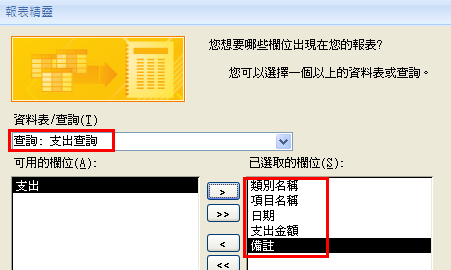 報表精靈
您想要哪些欄位出現在您的報表?
您可以選擇一個以上的資料表或查詢。
資料表/查詢(T)
查詢: 支出查詢
可用的欄位(A):
已選取的欄位(S):
支出
>
>>
<
<<
類別名稱
項目名稱
日期
支出金額
備註